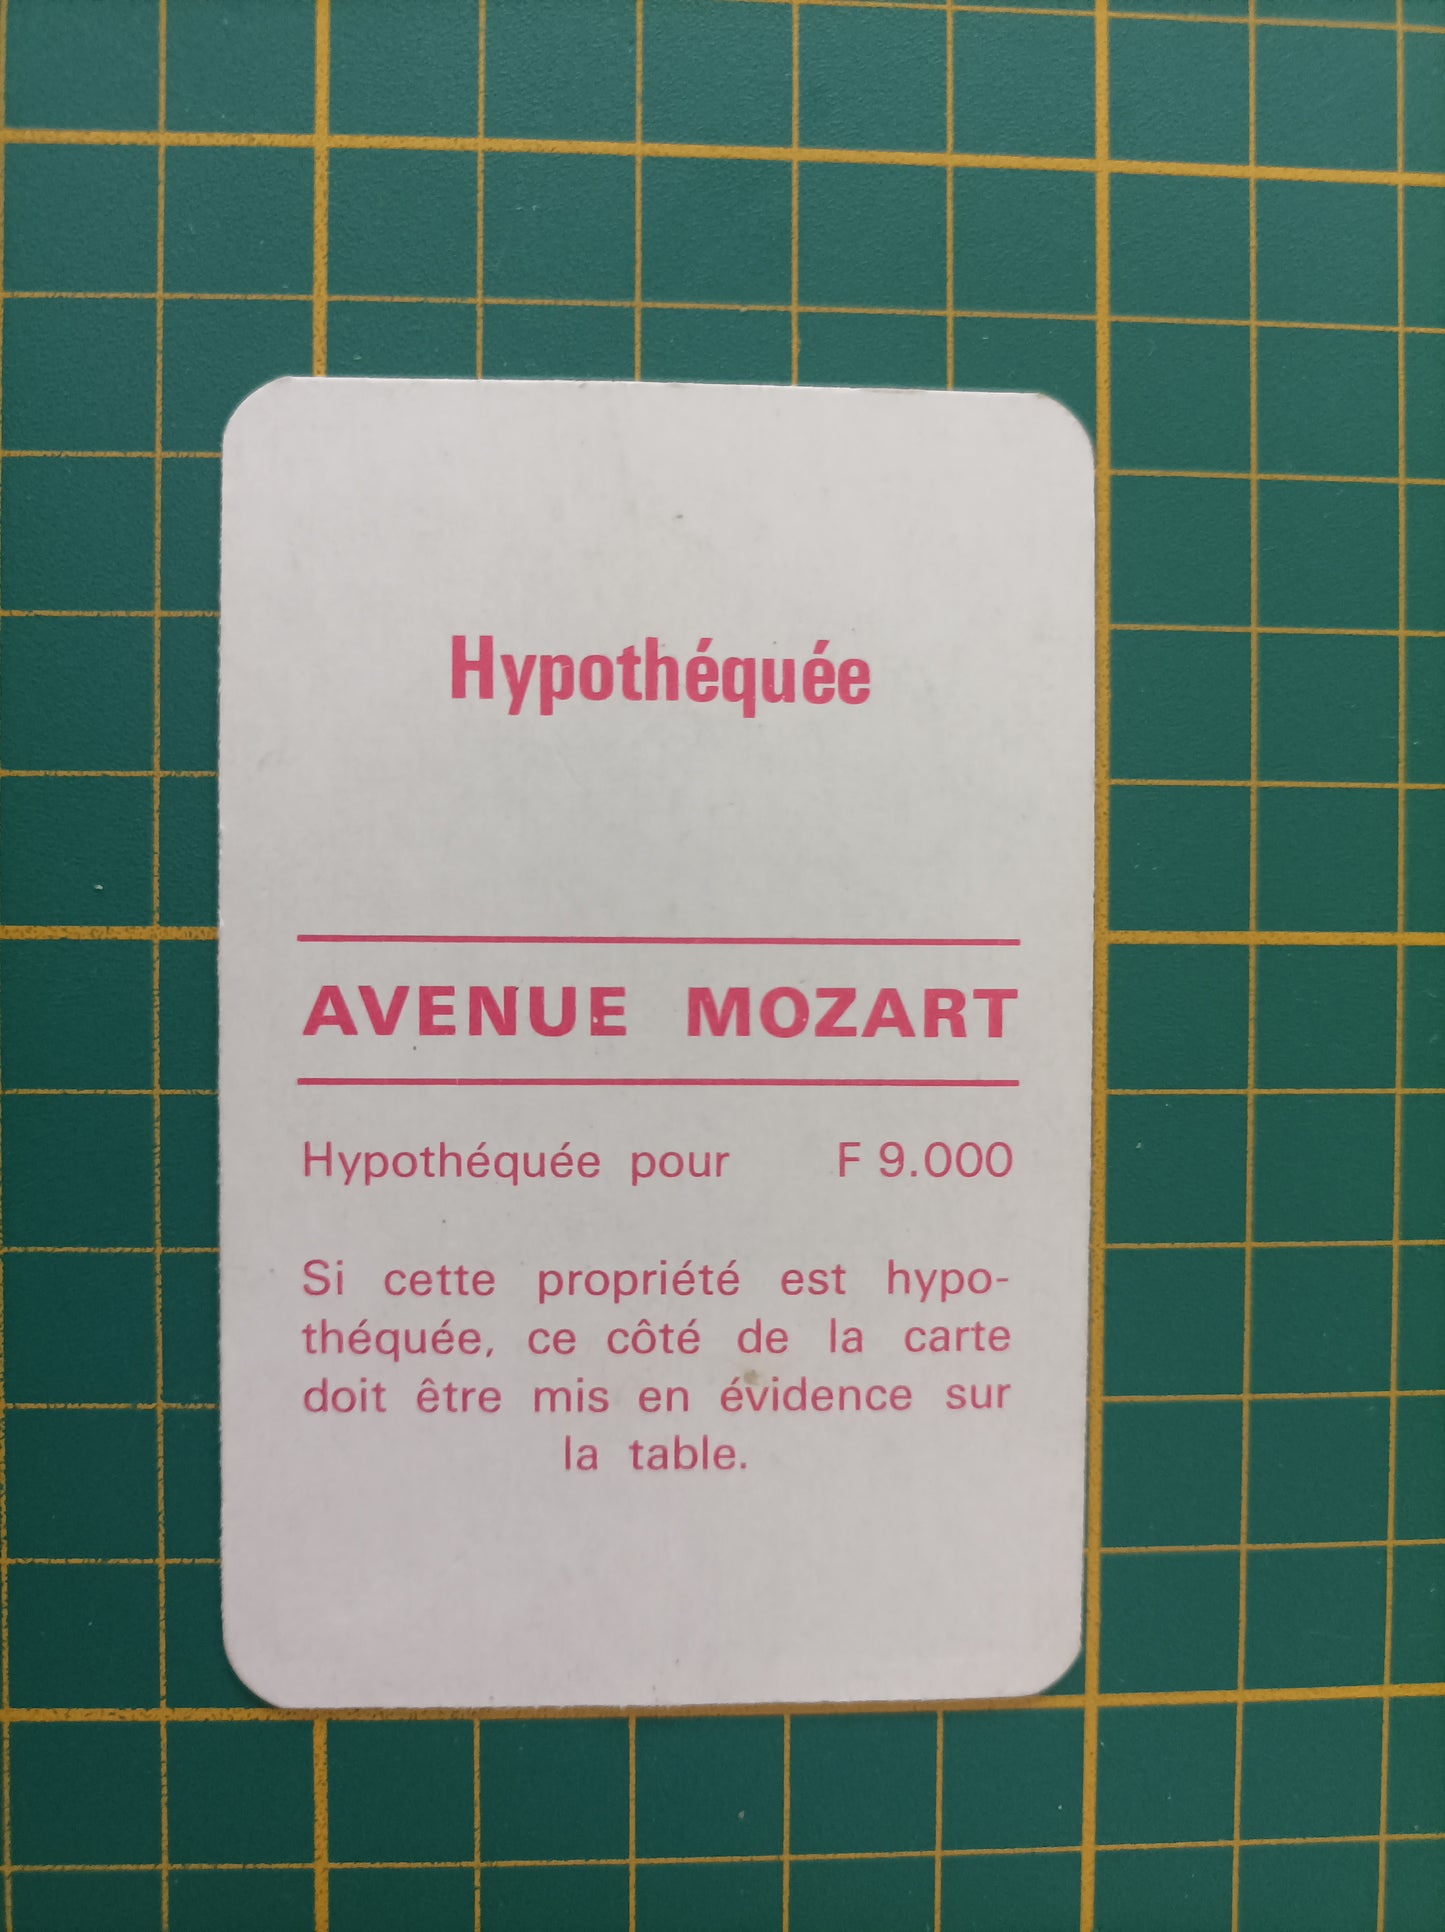 Hypothéquée
AVENUE MOZART
Hypothéquée pour F 9.000
Si cette propriété est hypo-
théquée, ce côté de la carte
doit être mis en évidence sur
la table.